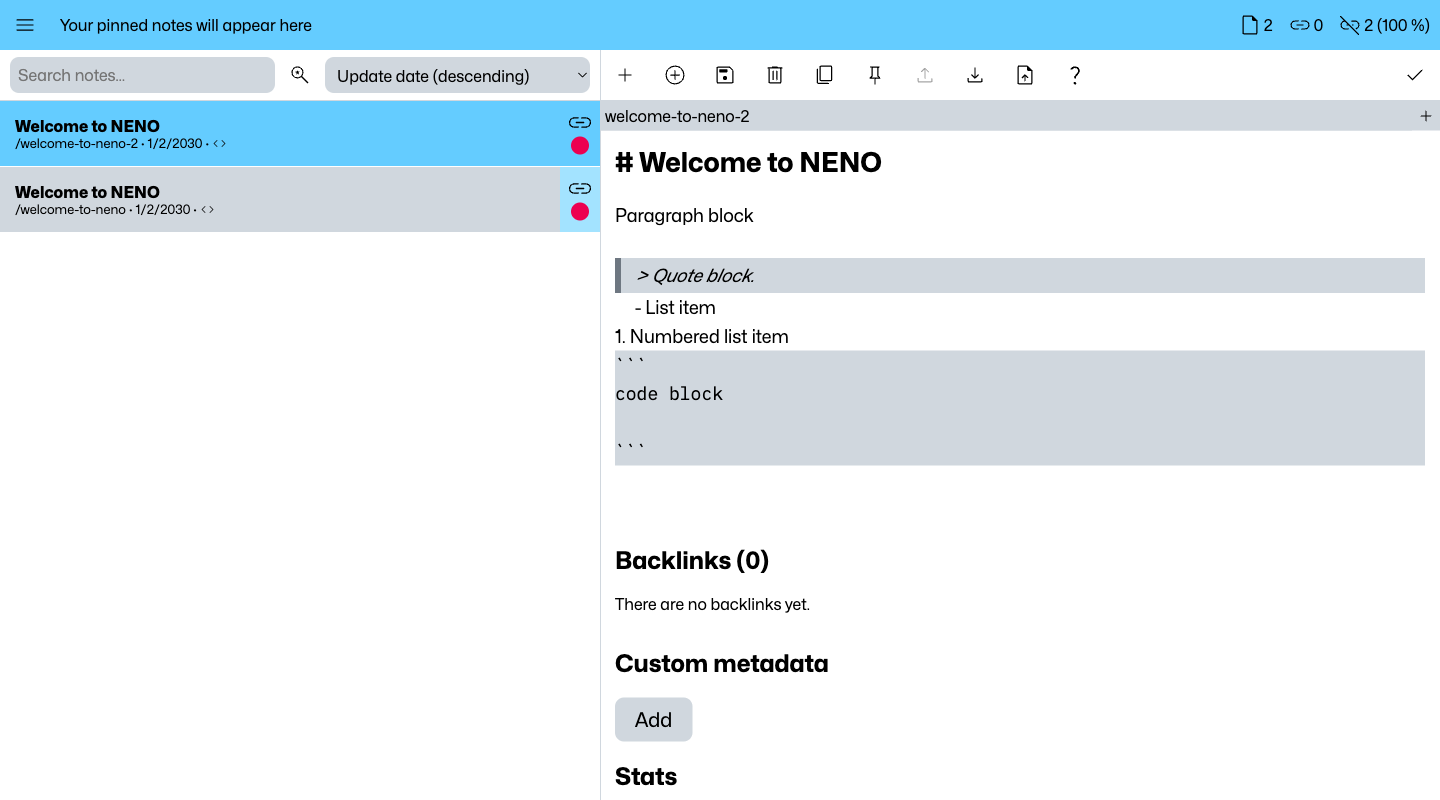 Your pinned notes will appear here
2
0
2 (100 %)
Search notes...
Update date (descending)
Welcome to NENO
/welcome-to-neno-2 • 1/2/2030 •
Welcome to NENO
/welcome-to-neno • 1/2/2030 •
welcome-to-neno-2
# Welcome to NENO
Paragraph block
> Quote block.
- List item
1. Numbered list item
```
code block
```
Backlinks (0)
There are no backlinks yet.
Custom metadata
Add
Stats